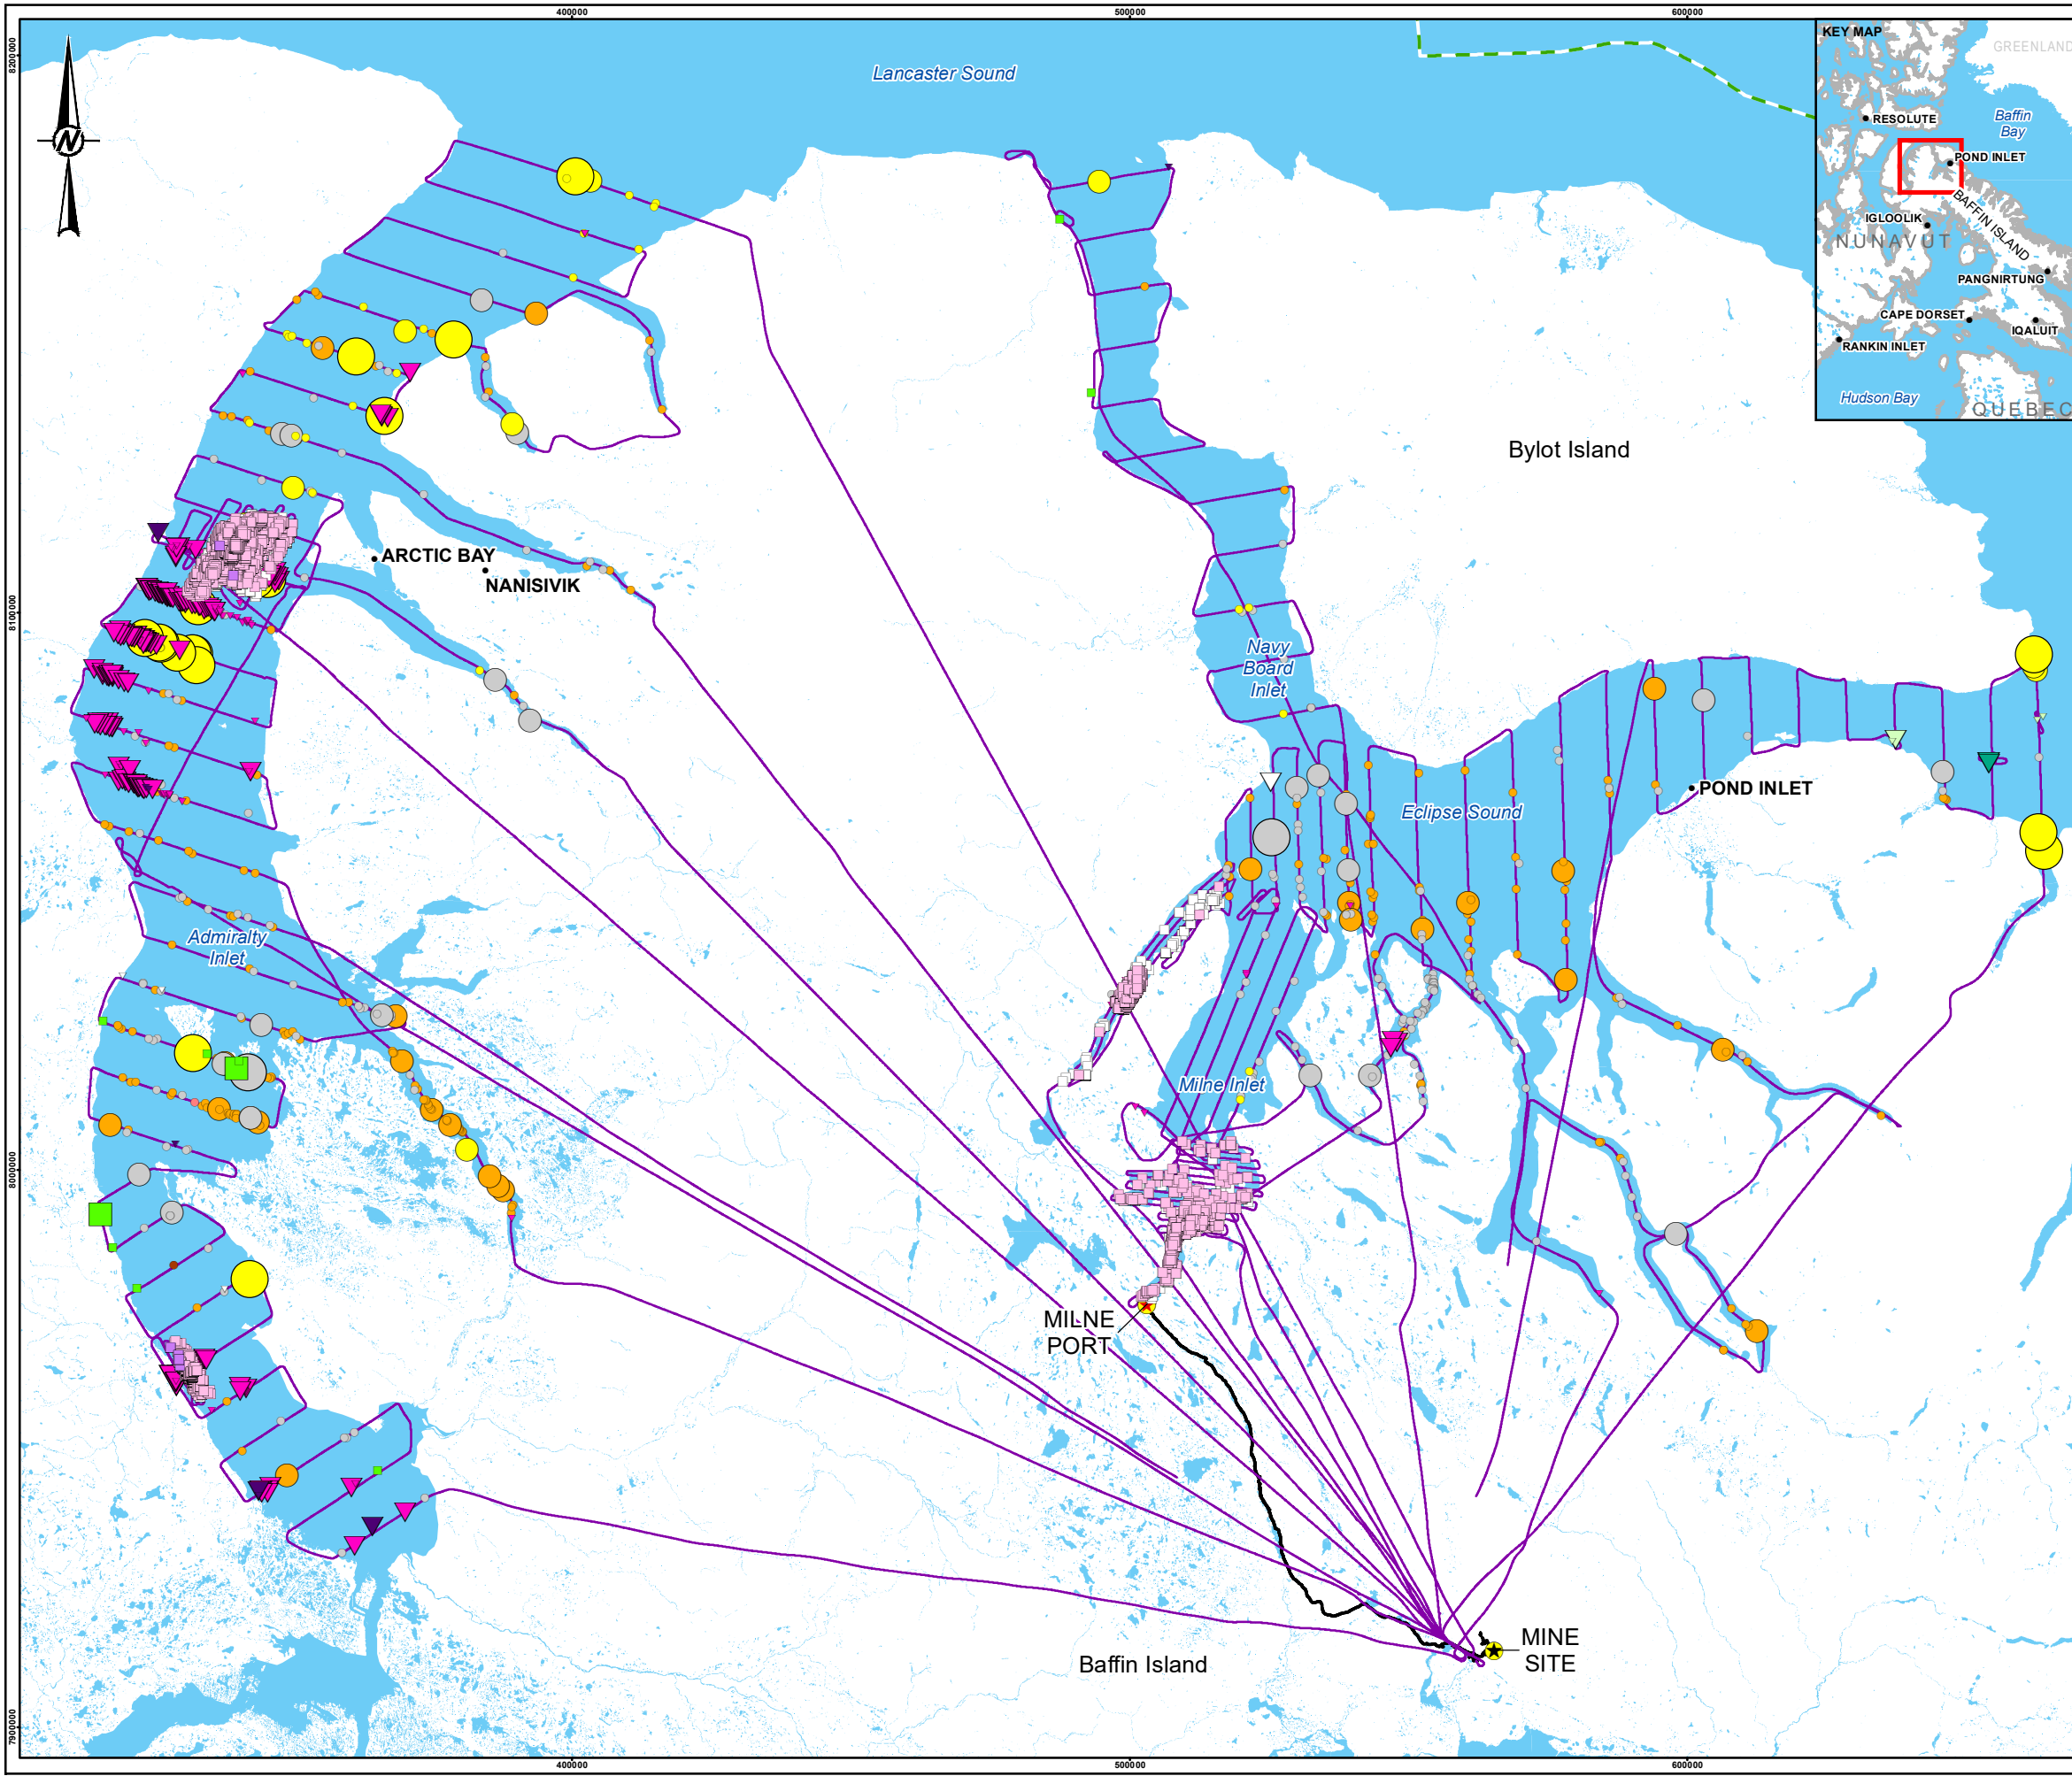 400000
500000
600000
8200000
8100000
8000000
7900000
N
Lancaster Sound
KEY MAP
GREENLAND
RESOLUTE
Baffin
Bay
POND INLET
BAFFIN ISLAND
IGLOOLIK
NUNAVUT
PANGNIRTUNG
CAPE DORSET
IQALUIT
RANKIN INLET
Hudson Bay
QUEBEC
Bylot Island
ARCTIC BAY
NANISIVIK
Navy
Board
Inlet
Eclipse Sound
POND INLET
Admiralty
Inlet
Milne Inlet
MILNE
PORT
MINE
SITE
Baffin Island
400000
500000
600000